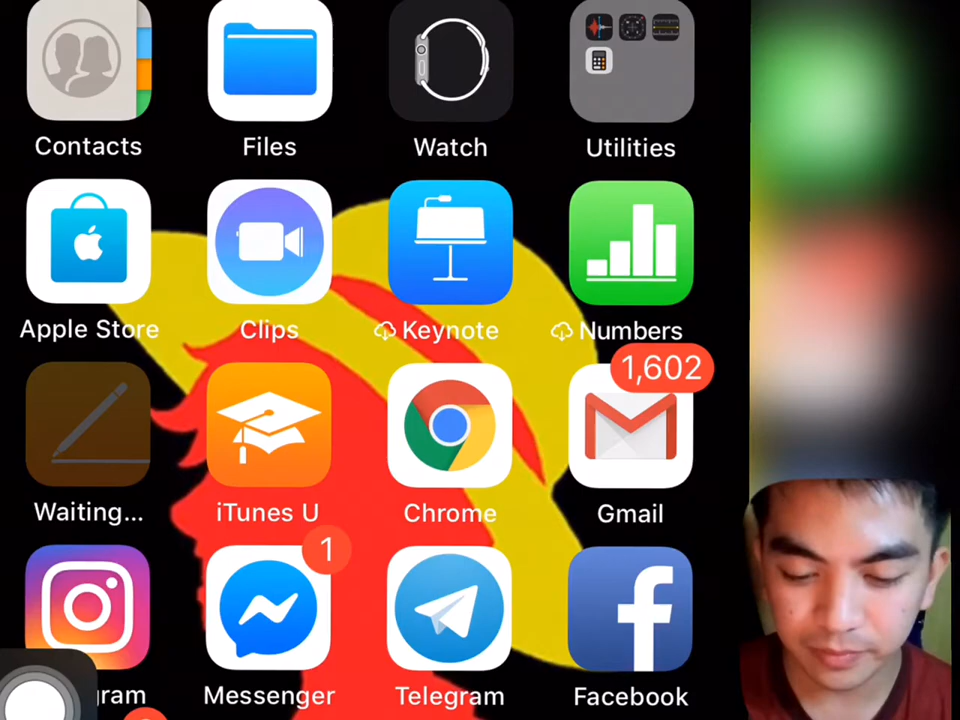 Contacts Files Watch Utilities
Apple Store Clips Keynote Numbers
1,602
Waiting... iTunes U Chrome Gmail
1
gram Messenger Telegram Facebook